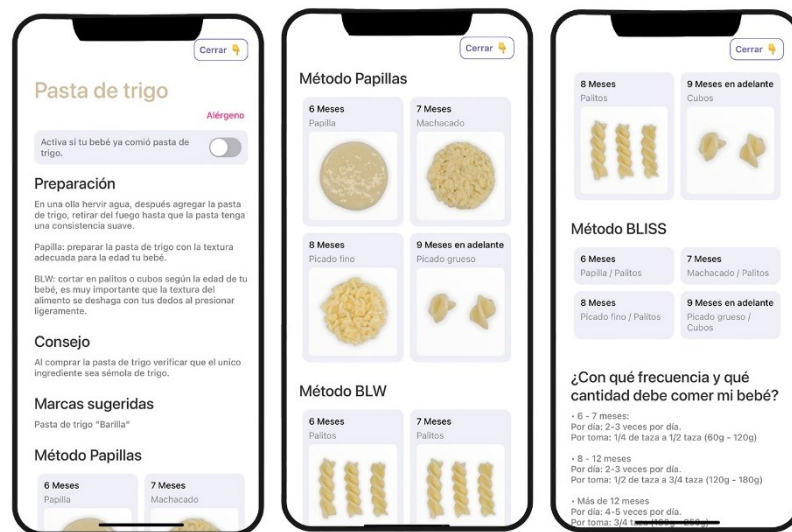 Cerrar 👇
Pasta de trigo
Alérgeno
Activa si tu bebé ya comió pasta de
trigo.
Preparación
En una olla hervir agua, después agregar la pasta
de trigo, retirar del fuego hasta que la pasta tenga
una consistencia suave.
Papilla: preparar la pasta de trigo con la textura
adecuada para la edad tu bebé.
BLW: cortar en palitos o cubos según la edad de tu
bebé, es muy importante que la textura del
alimento se deshaga con tus dedos al presionar
ligeramente.
Consejo
Al comprar la pasta de trigo verificar que el unico
ingrediente sea sémola de trigo.
Marcas sugeridas
Pasta de trigo "Barilla"
Método Papillas
6 Meses
Papilla
7 Meses
Machacado
Cerrar 👇
Método Papillas
6 Meses
Papilla
7 Meses
Machacado
8 Meses
Picado fino
9 Meses en adelante
Picado grueso
Método BLW
6 Meses
Palitos
7 Meses
Palitos
Cerrar 👇
8 Meses
Palitos
9 Meses en adelante
Cubos
Método BLISS
6 Meses
Papilla / Palitos
7 Meses
Machacado / Palitos
8 Meses
Picado fino / Palitos
9 Meses en adelante
Picado grueso /
Cubos
¿Con qué frecuencia y qué
cantidad debe comer mi bebé?
• 6 - 7 meses:
Por día: 2-3 veces por día.
Por toma: 1/4 de taza a 1/2 taza (60g - 120g)
• 8 - 12 meses
Por día: 2-3 veces por día.
Por toma: 1/2 de taza a 3/4 taza (120g - 180g)
• Más de 12 meses
Por día: 4-5 veces por día.
Por toma: 3/4